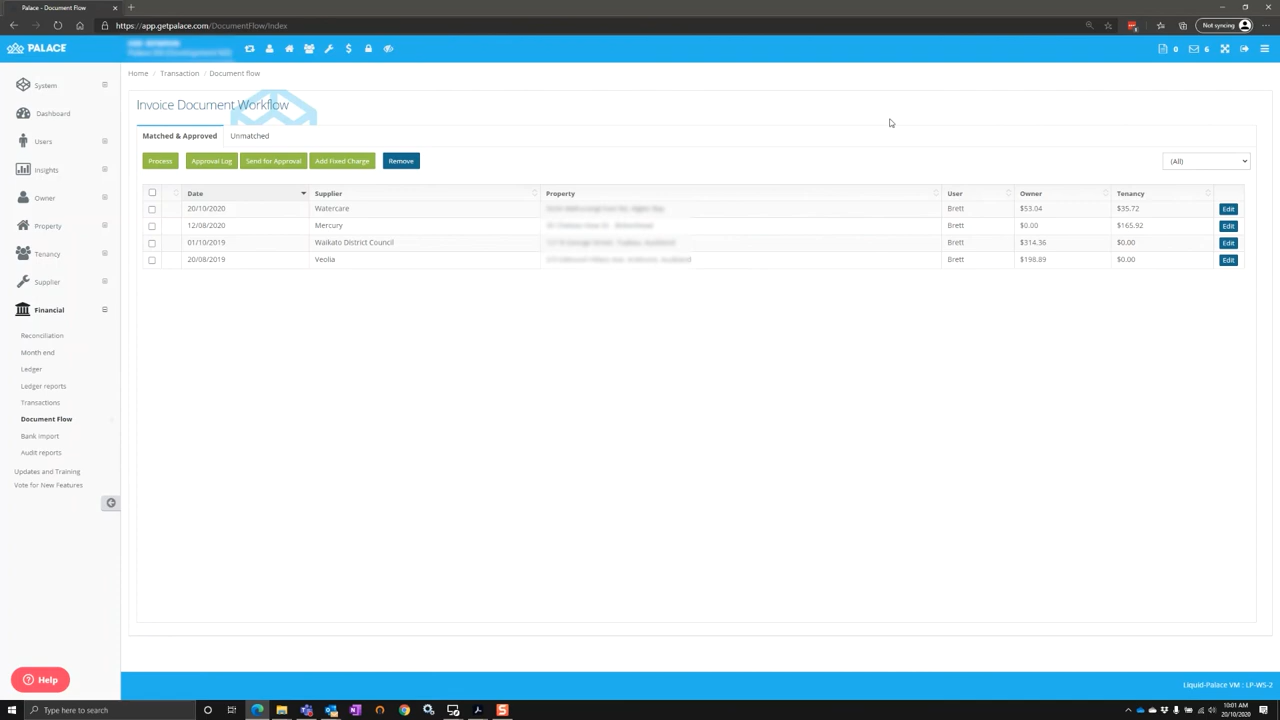 Palace - Document Flow
https://app.getpalace.com/DocumentFlow/Index
Not syncing
PALACE
0
6
Home / Transaction / Document flow
System
Dashboard
Users
Insights
Owner
Property
Tenancy
Supplier
Financial
Reconciliation
Month end
Ledger
Ledger reports
Transactions
Document Flow
Bank import
Audit reports
Updates and Training
Vote for New Features
Help
Invoice Document Workflow
Matched & Approved Unmatched
Process Approval Log Send for Approval Add Fixed Charge Remove (All)
Date Supplier Property User Owner Tenancy
20/10/2020 Watercare Brett $53.04 $35.72 Edit
12/08/2020 Mercury Brett $0.00 $165.92 Edit
01/10/2019 Waikato District Council Brett $314.36 $0.00 Edit
20/08/2019 Veolia Brett $198.89 $0.00 Edit
Liquid-Palace VM : LP-WS-2
Type here to search
10:01 AM
20/10/2020